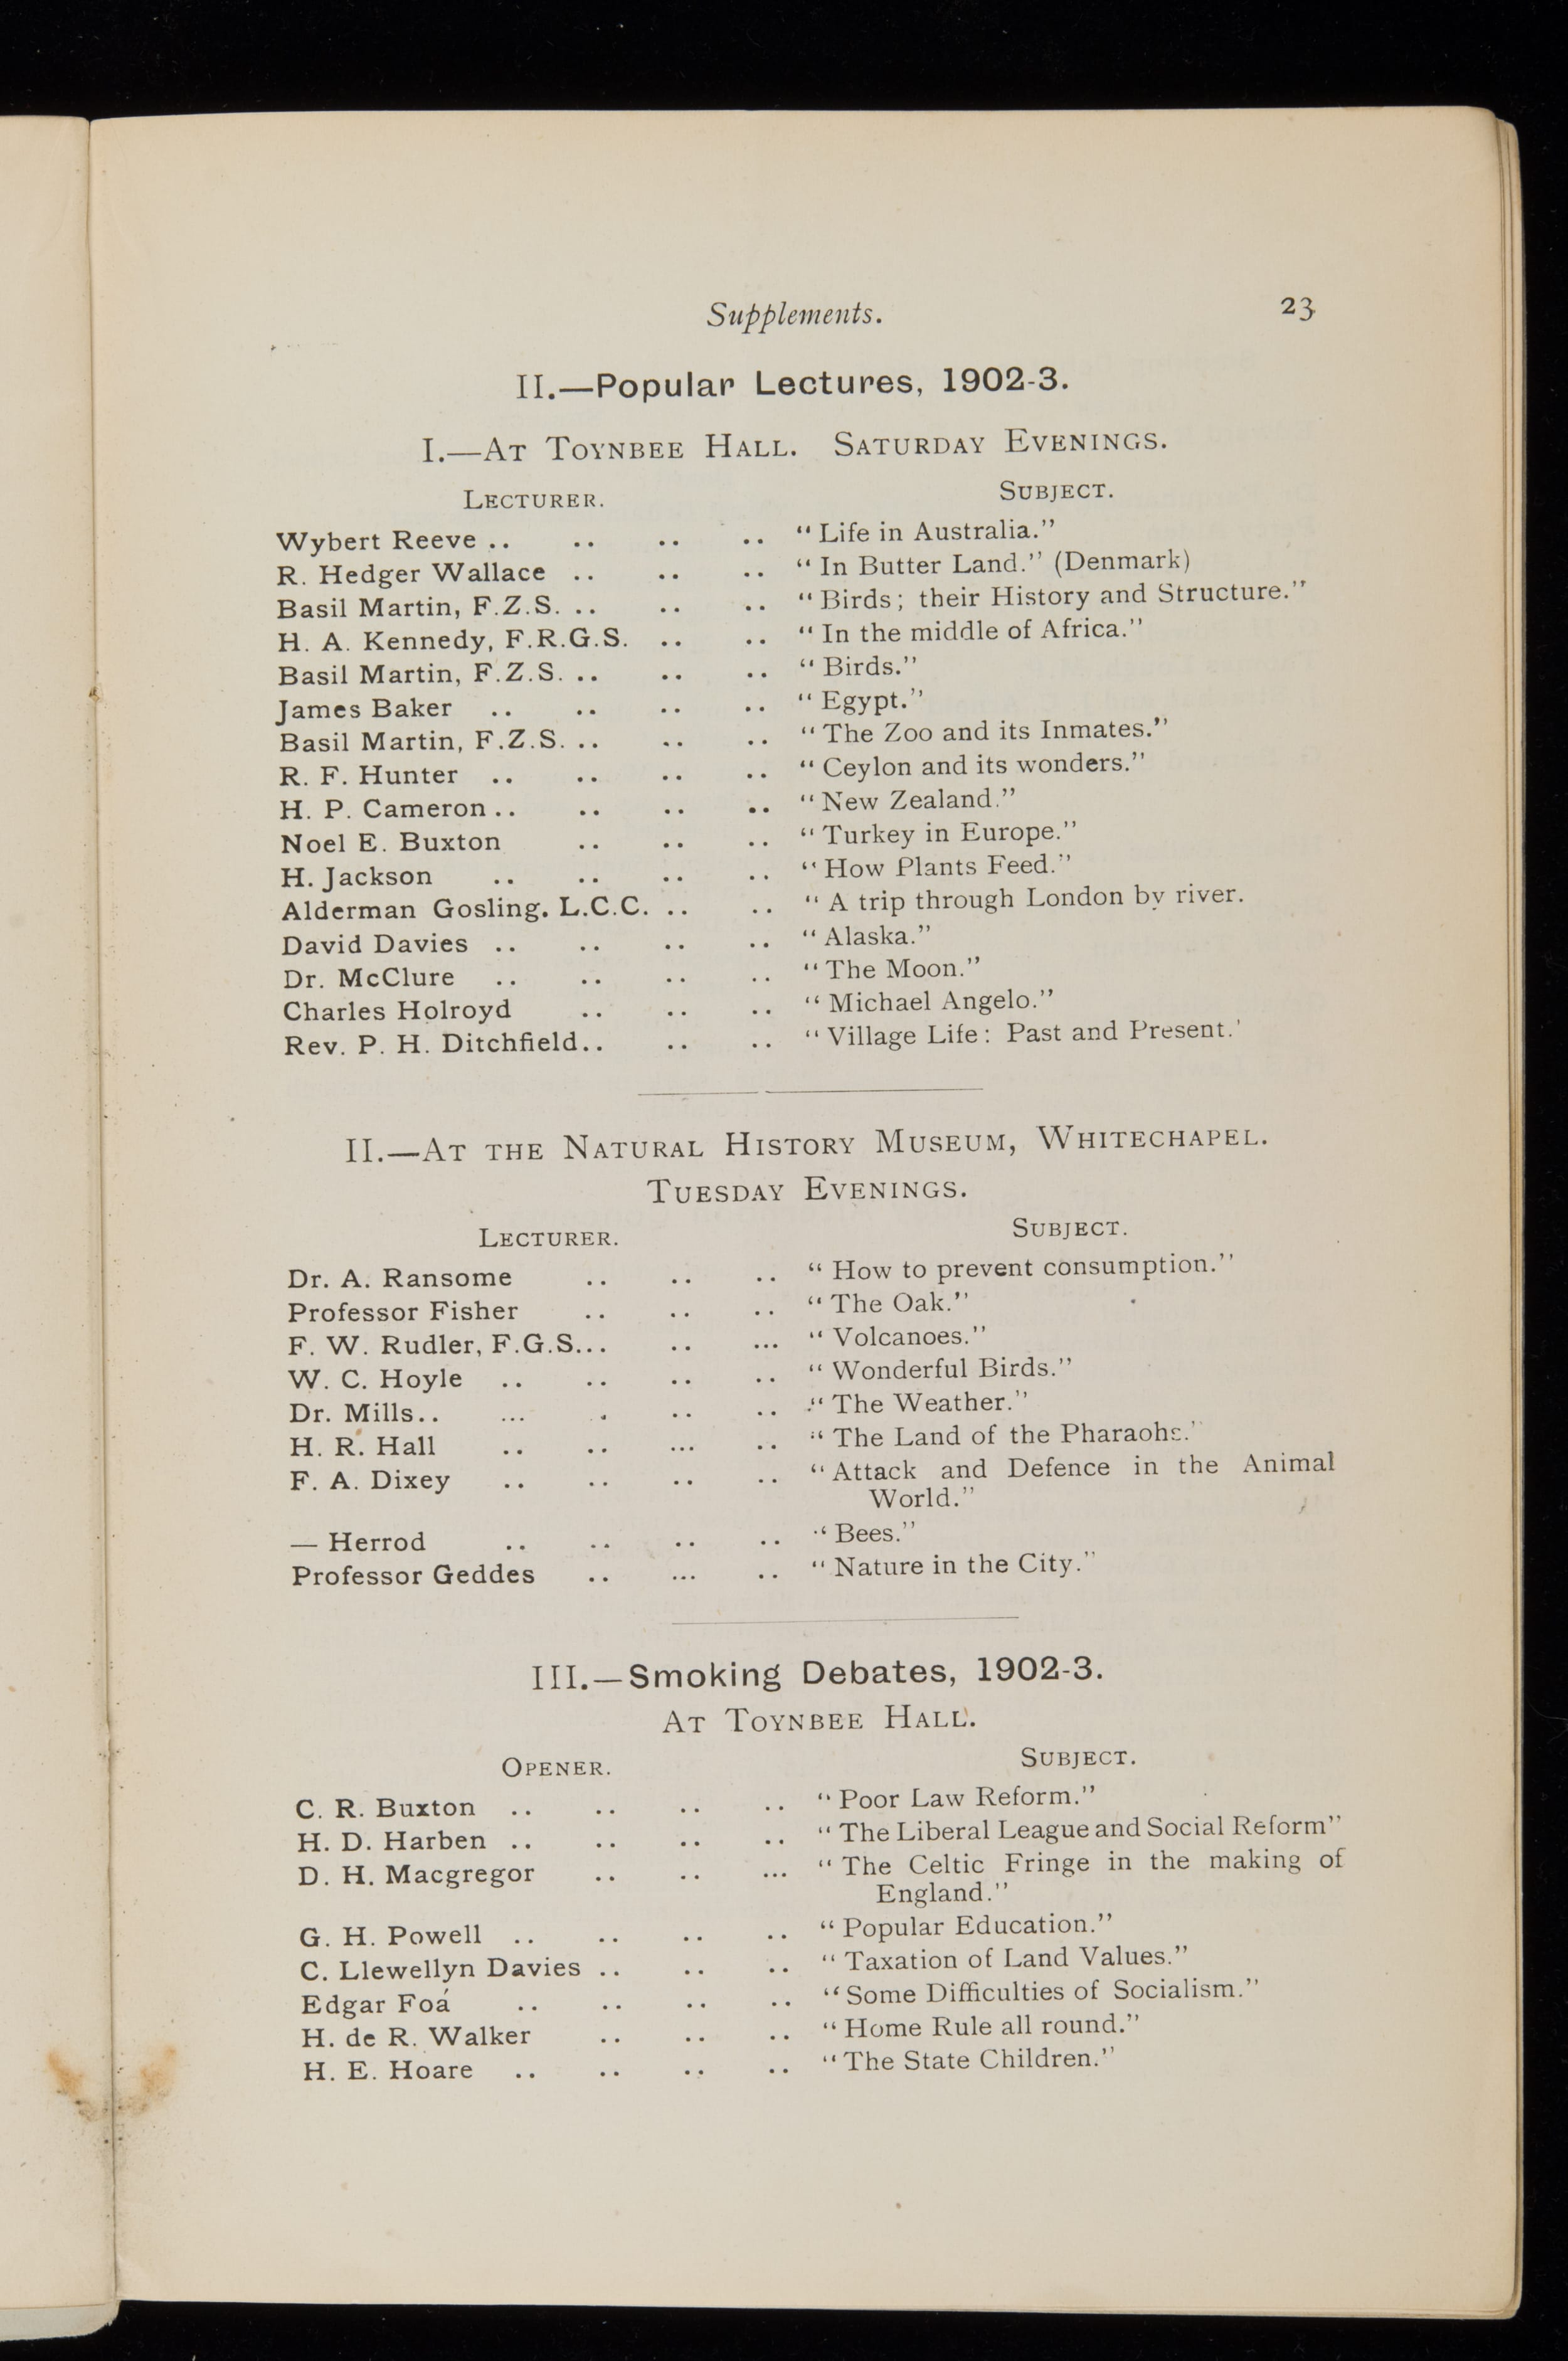 Supplements. 23
II.—Popular Lectures, 1902-3.
I.—At Toynbee Hall. Saturday Evenings.
Lecturer. Subject.
Wybert Reeve .. .. .. .. “Life in Australia.”
R. Hedger Wallace .. .. .. “In Butter Land.” (Denmark)
Basil Martin, F.Z.S. .. .. .. “Birds; their History and Structure.”
H. A. Kennedy, F.R.G.S. .. .. “In the middle of Africa.”
Basil Martin, F.Z.S. .. .. .. “Birds.”
James Baker .. .. .. .. “Egypt.”
Basil Martin, F.Z.S. .. .. .. “The Zoo and its Inmates.”
R. F. Hunter .. .. .. .. “Ceylon and its wonders.”
H. P. Cameron .. .. .. .. “New Zealand.”
Noel E. Buxton .. .. .. “Turkey in Europe.”
H. Jackson .. .. .. .. “How Plants Feed.”
Alderman Gosling. L.C.C. .. .. “A trip through London by river.
David Davies .. .. .. .. “Alaska.”
Dr. McClure .. .. .. .. “The Moon.”
Charles Holroyd .. .. .. “Michael Angelo.”
Rev. P. H. Ditchfield.. .. .. “Village Life: Past and Present.'
II.—At the Natural History Museum, Whitechapel.
Tuesday Evenings.
Lecturer. Subject.
Dr. A. Ransome .. .. .. “How to prevent consumption.”
Professor Fisher .. .. .. “The Oak.”
F. W. Rudler, F.G.S... .. ... “Volcanoes.”
W. C. Hoyle .. .. .. .. “Wonderful Birds.”
Dr. Mills.. ... . .. .. “The Weather.”
H. R. Hall .. .. ... .. “The Land of the Pharaohs.”
F. A. Dixey .. .. .. .. “Attack and Defence in the Animal
World.”
— Herrod .. .. .. .. “Bees.”
Professor Geddes .. ... .. “Nature in the City.”
III.—Smoking Debates, 1902-3.
At Toynbee Hall.
Opener. Subject.
C. R. Buxton .. .. .. .. “Poor Law Reform.”
H. D. Harben .. .. .. .. “The Liberal League and Social Reform”
D. H. Macgregor .. .. ... “The Celtic Fringe in the making of
England.”
G. H. Powell .. .. .. .. “Popular Education.”
C. Llewellyn Davies .. .. .. “Taxation of Land Values.”
Edgar Foá .. .. .. .. “Some Difficulties of Socialism.”
H. de R. Walker .. .. .. “Home Rule all round.”
H. E. Hoare .. .. .. .. “The State Children.”